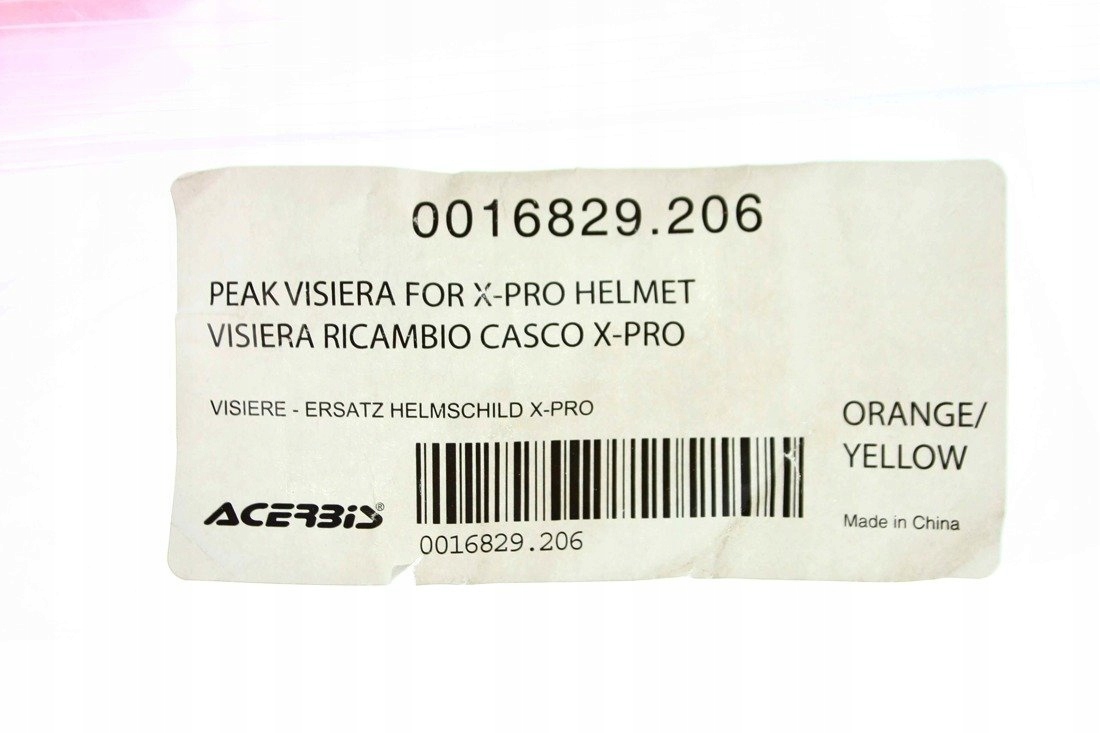 0016829.206
PEAK VISIERA FOR X-PRO HELMET
VISIERA RICAMBIO CASCO X-PRO
VISIERE - ERSATZ HELMSCHILD X-PRO
ORANGE/
YELLOW
ACERBIS®
0016829.206
Made in China